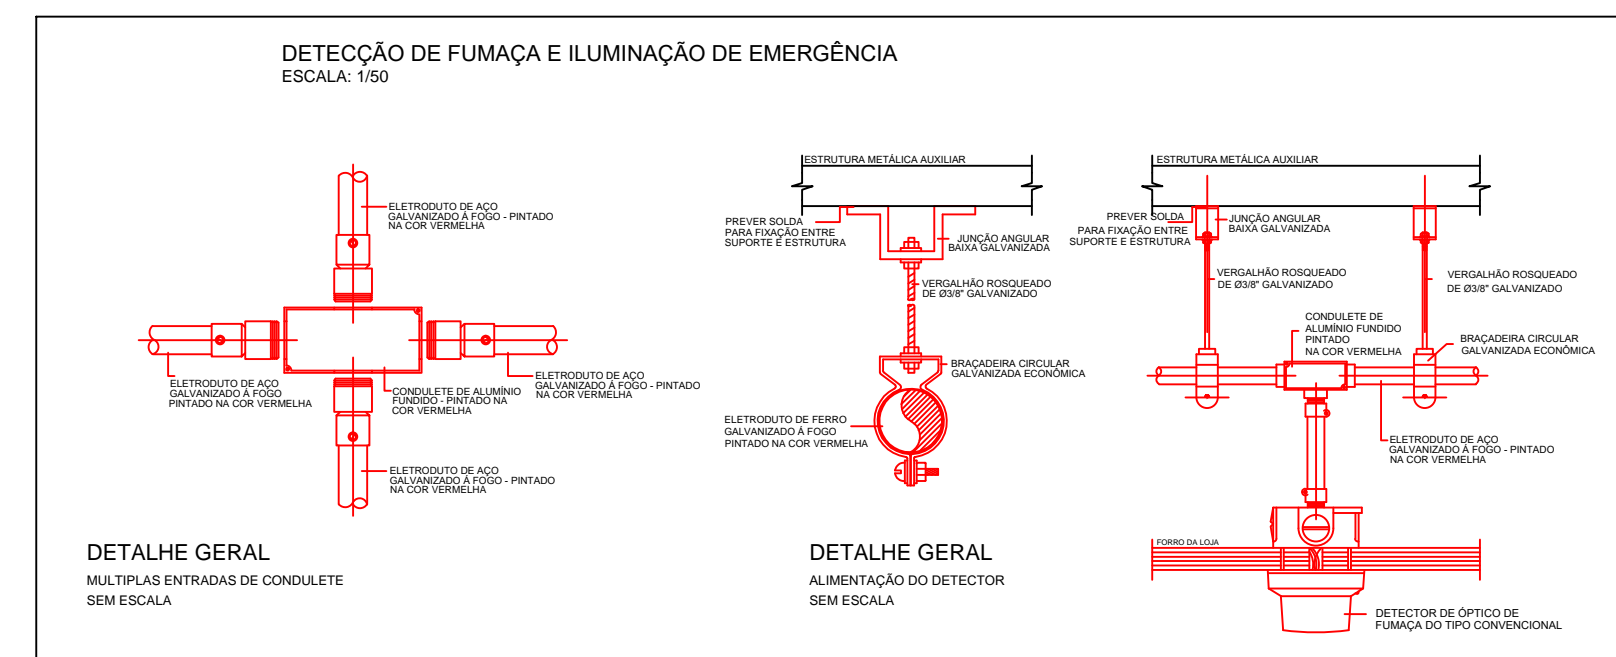 DETECÇÃO DE FUMAÇA E ILUMINAÇÃO DE EMERGÊNCIA
ESCALA: 1/50
ELETRODUTO DE AÇO
GALVANIZADO Á FOGO - PINTADO
NA COR VERMELHA
ELETRODUTO DE AÇO
GALVANIZADO Á FOGO
PINTADO NA COR VERMELHA
CONDULETE DE ALUMÍNIO
FUNDIDO - PINTADO NA
COR VERMELHA
ELETRODUTO DE AÇO
GALVANIZADO Á FOGO - PINTADO
NA COR VERMELHA
ELETRODUTO DE AÇO
GALVANIZADO Á FOGO - PINTADO
NA COR VERMELHA
DETALHE GERAL
MULTIPLAS ENTRADAS DE CONDULETE
SEM ESCALA
ESTRUTURA METÁLICA AUXILIAR
PREVER SOLDA
PARA FIXAÇÃO ENTRE
SUPORTE E ESTRUTURA
JUNÇÃO ANGULAR
BAIXA GALVANIZADA
VERGALHÃO ROSQUEADO
DE Ø3/8" GALVANIZADO
BRAÇADEIRA CIRCULAR
GALVANIZADA ECONÔMICA
ELETRODUTO DE FERRO
GALVANIZADO Á FOGO
PINTADO NA COR VERMELHA
DETALHE GERAL
ALIMENTAÇÃO DO DETECTOR
SEM ESCALA
ESTRUTURA METÁLICA AUXILIAR
PREVER SOLDA
PARA FIXAÇÃO ENTRE
SUPORTE E ESTRUTURA
JUNÇÃO ANGULAR
BAIXA GALVANIZADA
VERGALHÃO ROSQUEADO
DE Ø3/8" GALVANIZADO
VERGALHÃO ROSQUEADO
DE Ø3/8" GALVANIZADO
CONDULETE DE
ALUMÍNIO FUNDIDO
PINTADO
NA COR VERMELHA
BRAÇADEIRA CIRCULAR
GALVANIZADA ECONÔMICA
ELETRODUTO DE AÇO
GALVANIZADO Á FOGO - PINTADO
NA COR VERMELHA
FORRO DA LOJA
DETECTOR DE ÓPTICO DE
FUMAÇA DO TIPO CONVENCIONAL